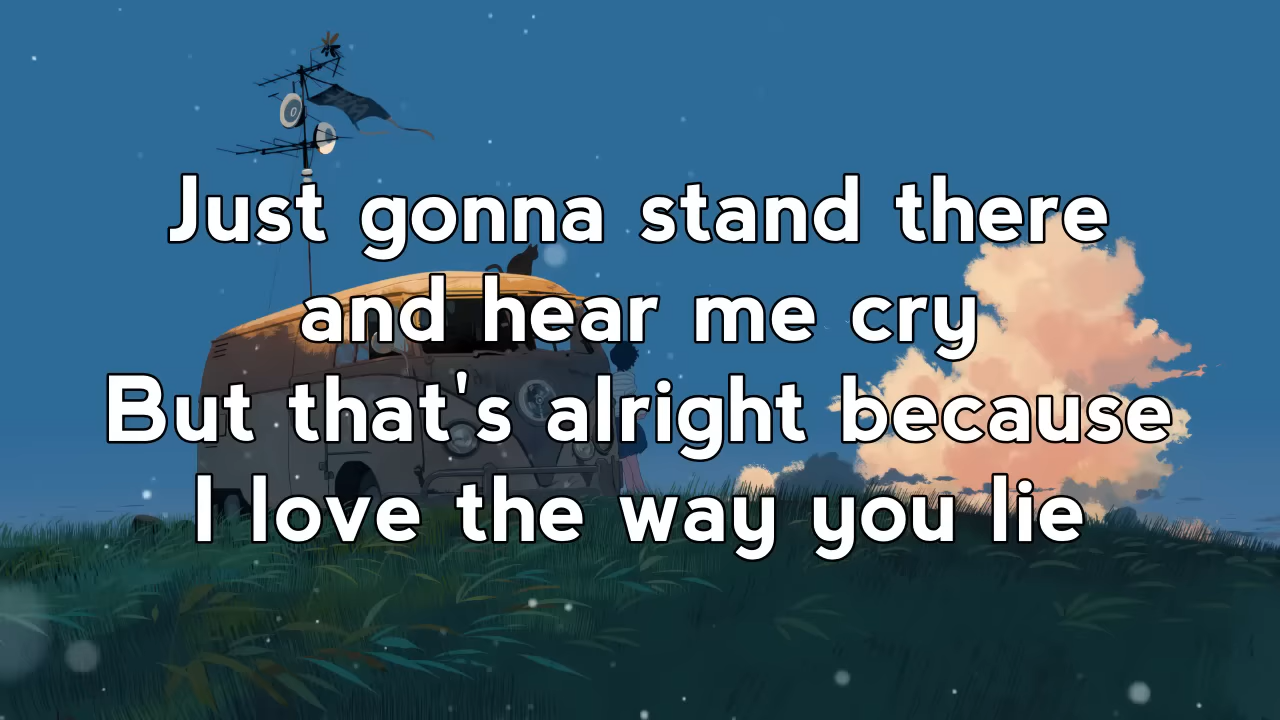 Just gonna stand there
and hear me cry
But that's alright because
I love the way you lie